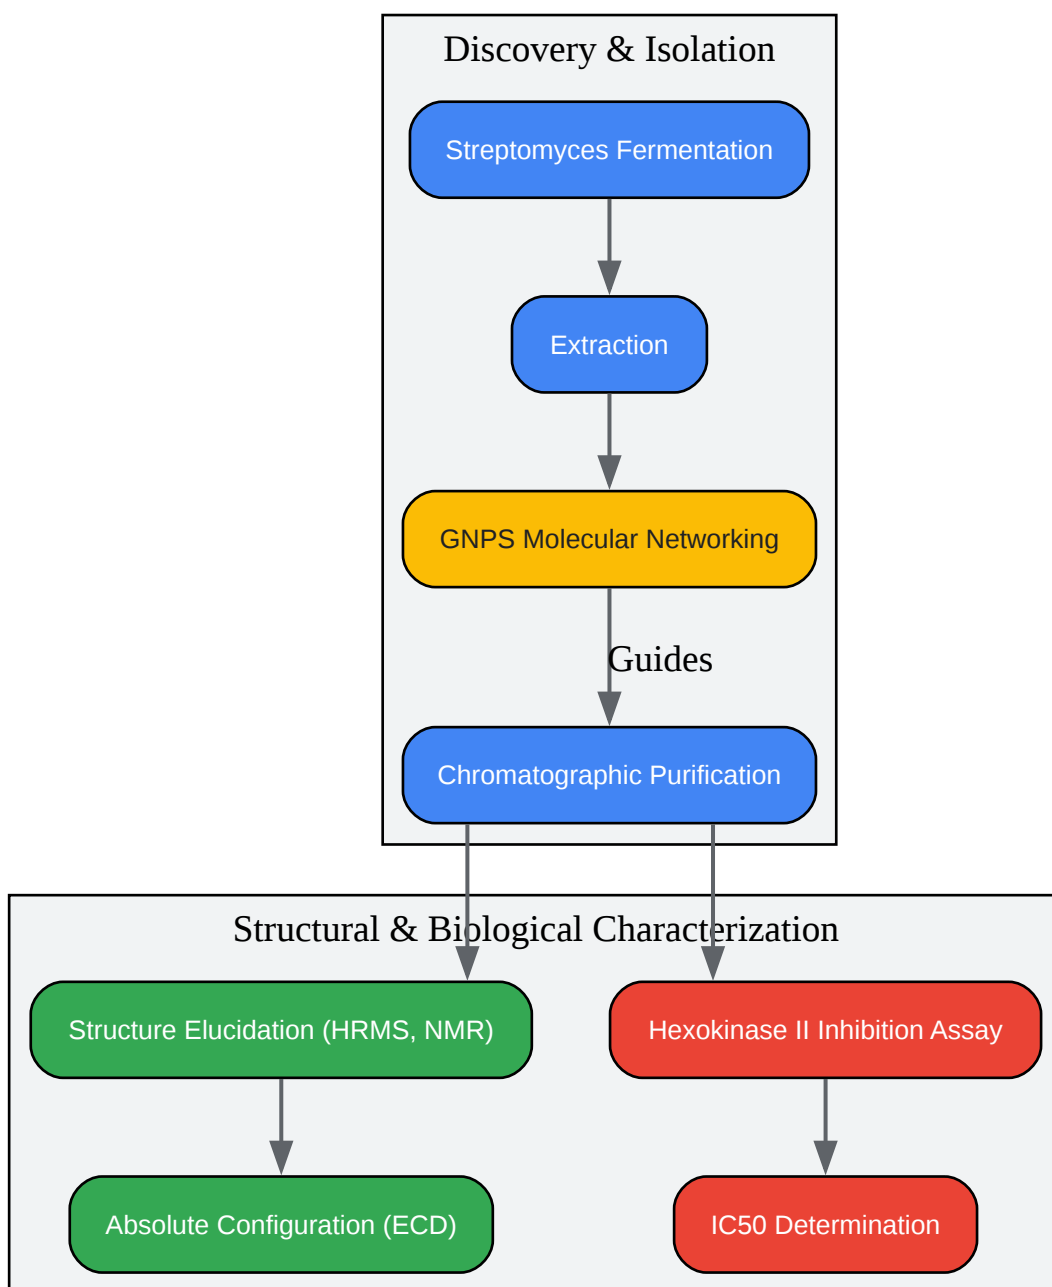 Discovery & Isolation
Streptomyces Fermentation
Extraction
GNPS Molecular Networking
Guides
Chromatographic Purification
Structural & Biological Characterization
Structure Elucidation (HRMS, NMR)
Hexokinase II Inhibition Assay
Absolute Configuration (ECD)
IC50 Determination